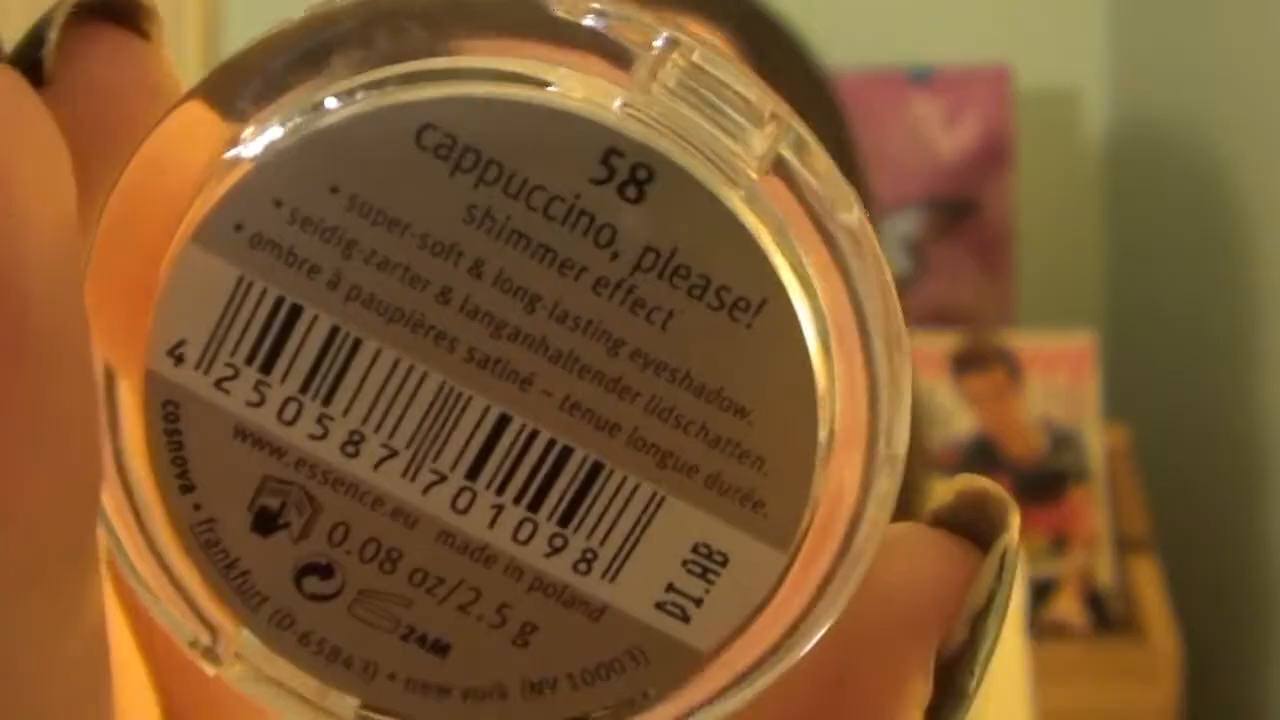 58
cappuccino, please!
shimmer effect
• super-soft & long-lasting eyeshadow.
• seidig-zarter & langanhaltender lidschatten.
• ombre à paupières satiné – tenue longue durée.
4 250587 701098
DI.AB
www.essence.eu made in poland
0.08 oz/2.5 g
24M
cosnova • frankfurt (D-65843) • new york (NY 10003)